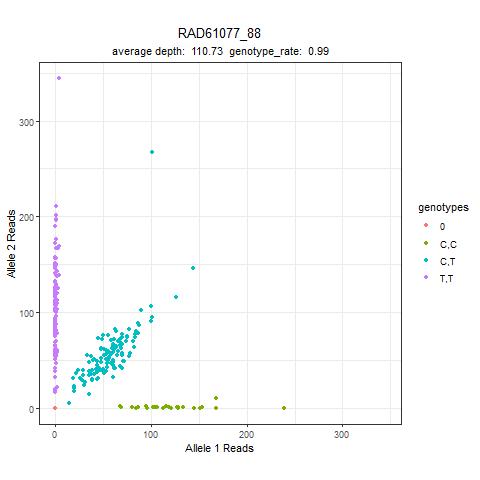 RAD61077_88
average depth: 110.73 genotype_rate: 0.99
300
200
100
0
Allele 2 Reads
0 100 200 300
Allele 1 Reads
genotypes
0
C,C
C,T
T,T